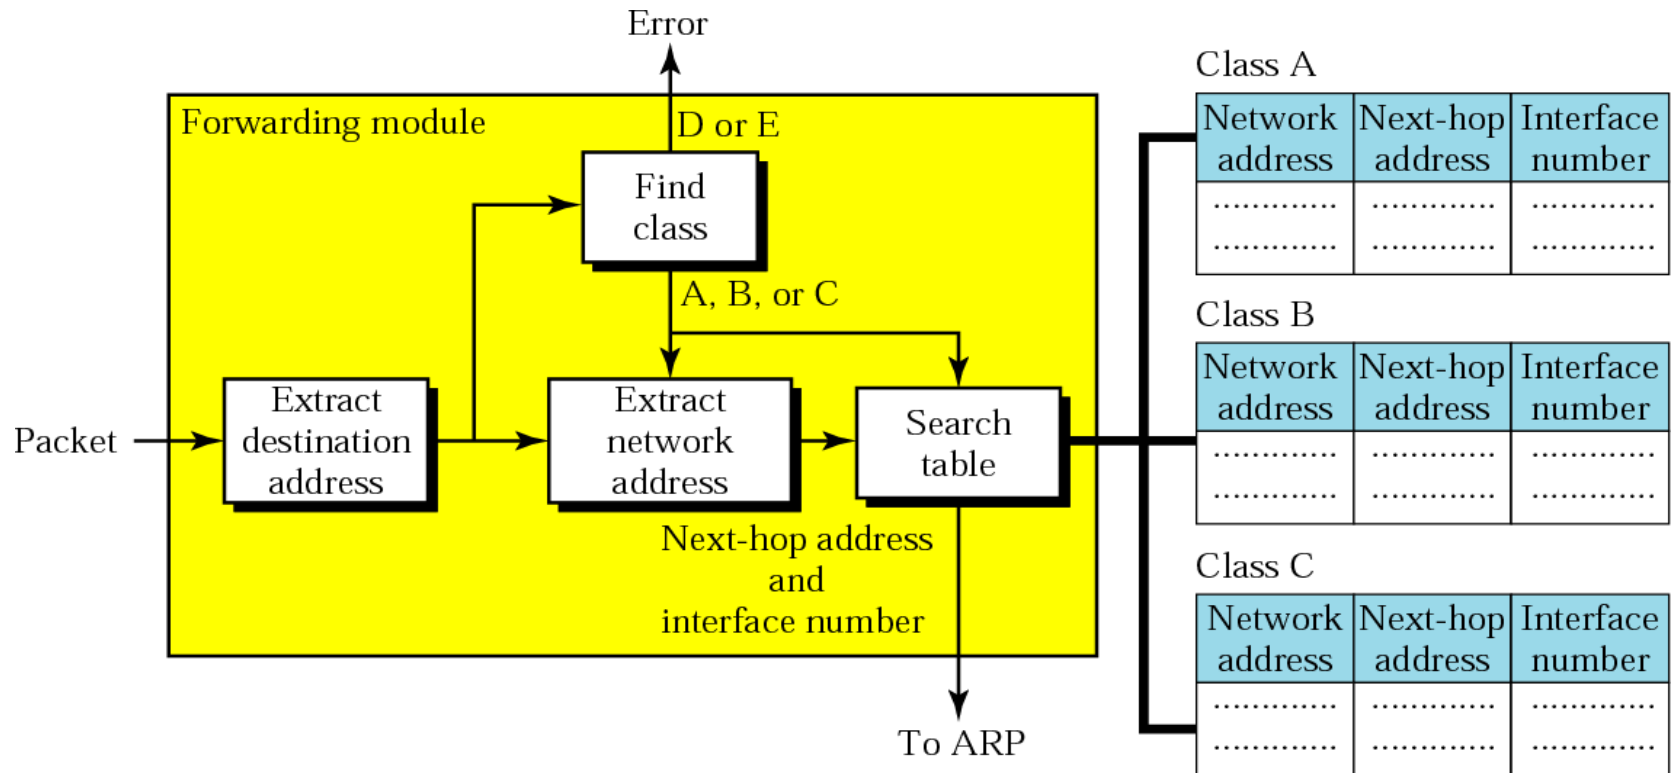 Error
Forwarding module
D or E
Find
class
A, B, or C
Packet
Extract
destination
address
Extract
network
address
Search
table
Next-hop address
and
interface number
To ARP
Class A
Network address
Next-hop address
Interface number
.............
.............
.............
.............
.............
.............
Class B
Network address
Next-hop address
Interface number
.............
.............
.............
.............
.............
.............
Class C
Network address
Next-hop address
Interface number
.............
.............
.............
.............
.............
.............